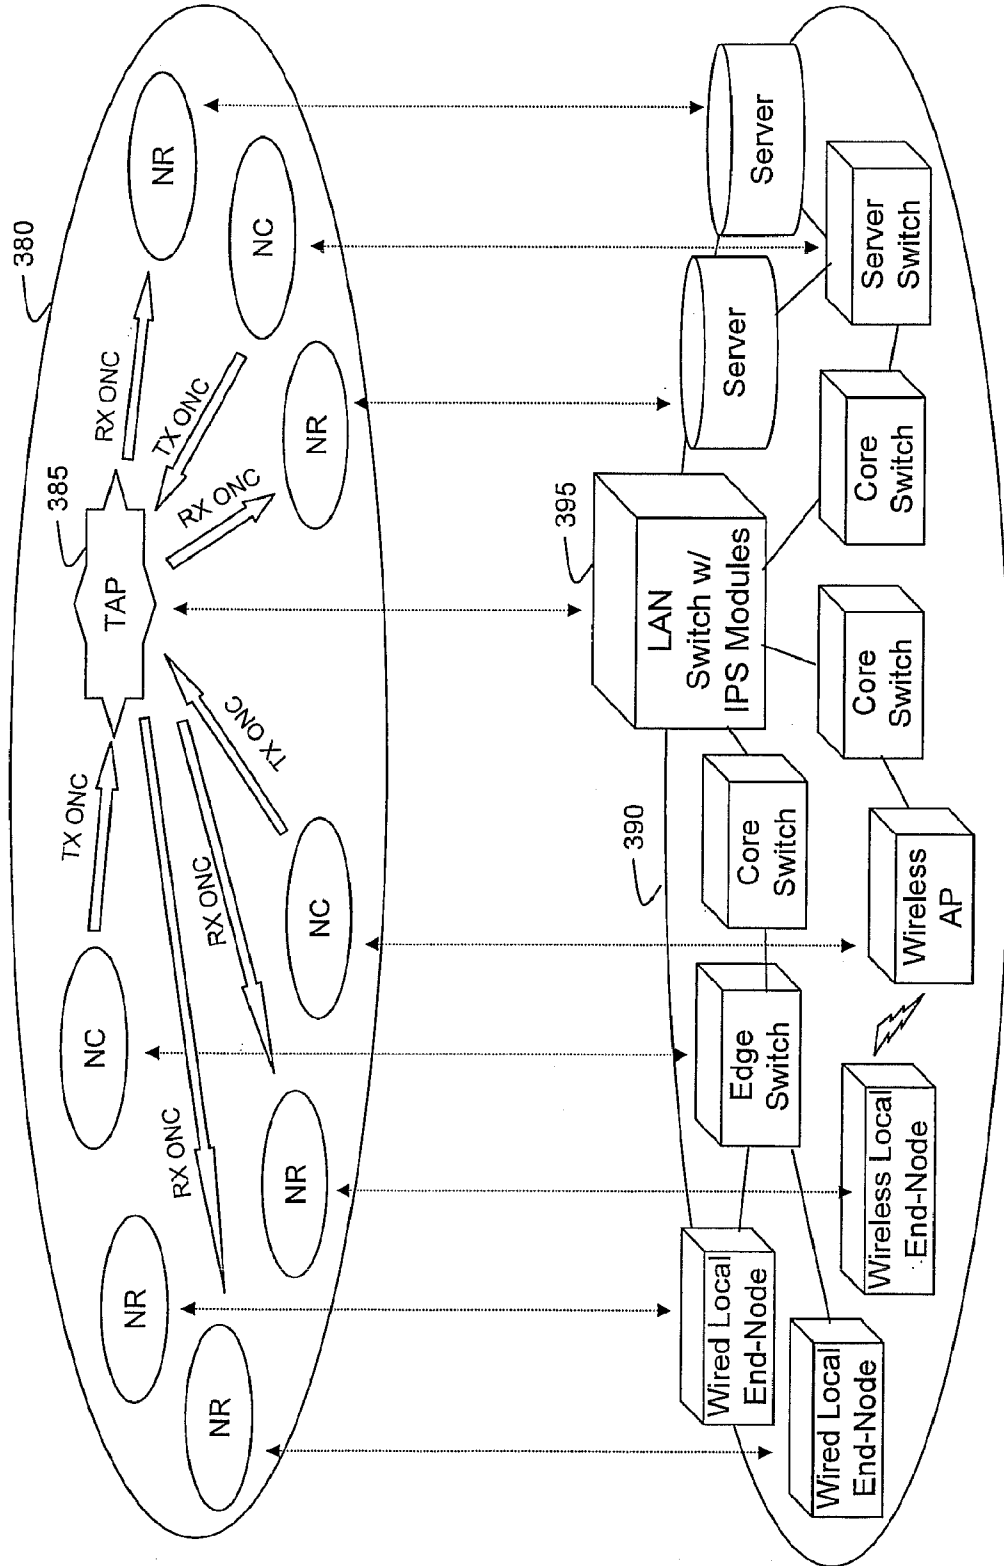 380
385
TAP
TX ONC
RX ONC
NR
NC
TX ONC
RX ONC
NR
NC
RX ONC
RX ONC
TX ONC
NC
NR
NR
NR
390
395
LAN
Switch w/
IPS Modules
Server
Server
Server
Switch
Core
Switch
Core
Switch
Core
Switch
Edge
Switch
Wireless
AP
Wired Local
End-Node
Wired Local
End-Node
Wireless Local
End-Node